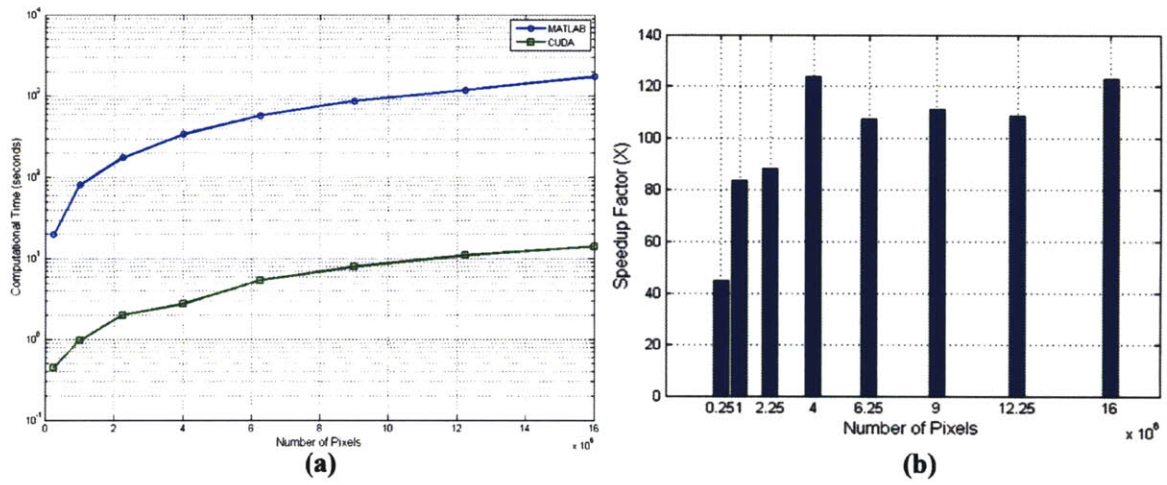 10^4
10^3
10^2
10^1
10^0
10^-1
Computational Time (seconds)
MATLAB
CUDA
0 2 4 6 8 10 12 14 16
Number of Pixels
× 10^6
(a)
140
120
100
80
60
40
20
0
Speedup Factor (X)
0.25 1 2.25 4 6.25 9 12.25 16
Number of Pixels
× 10^6
(b)